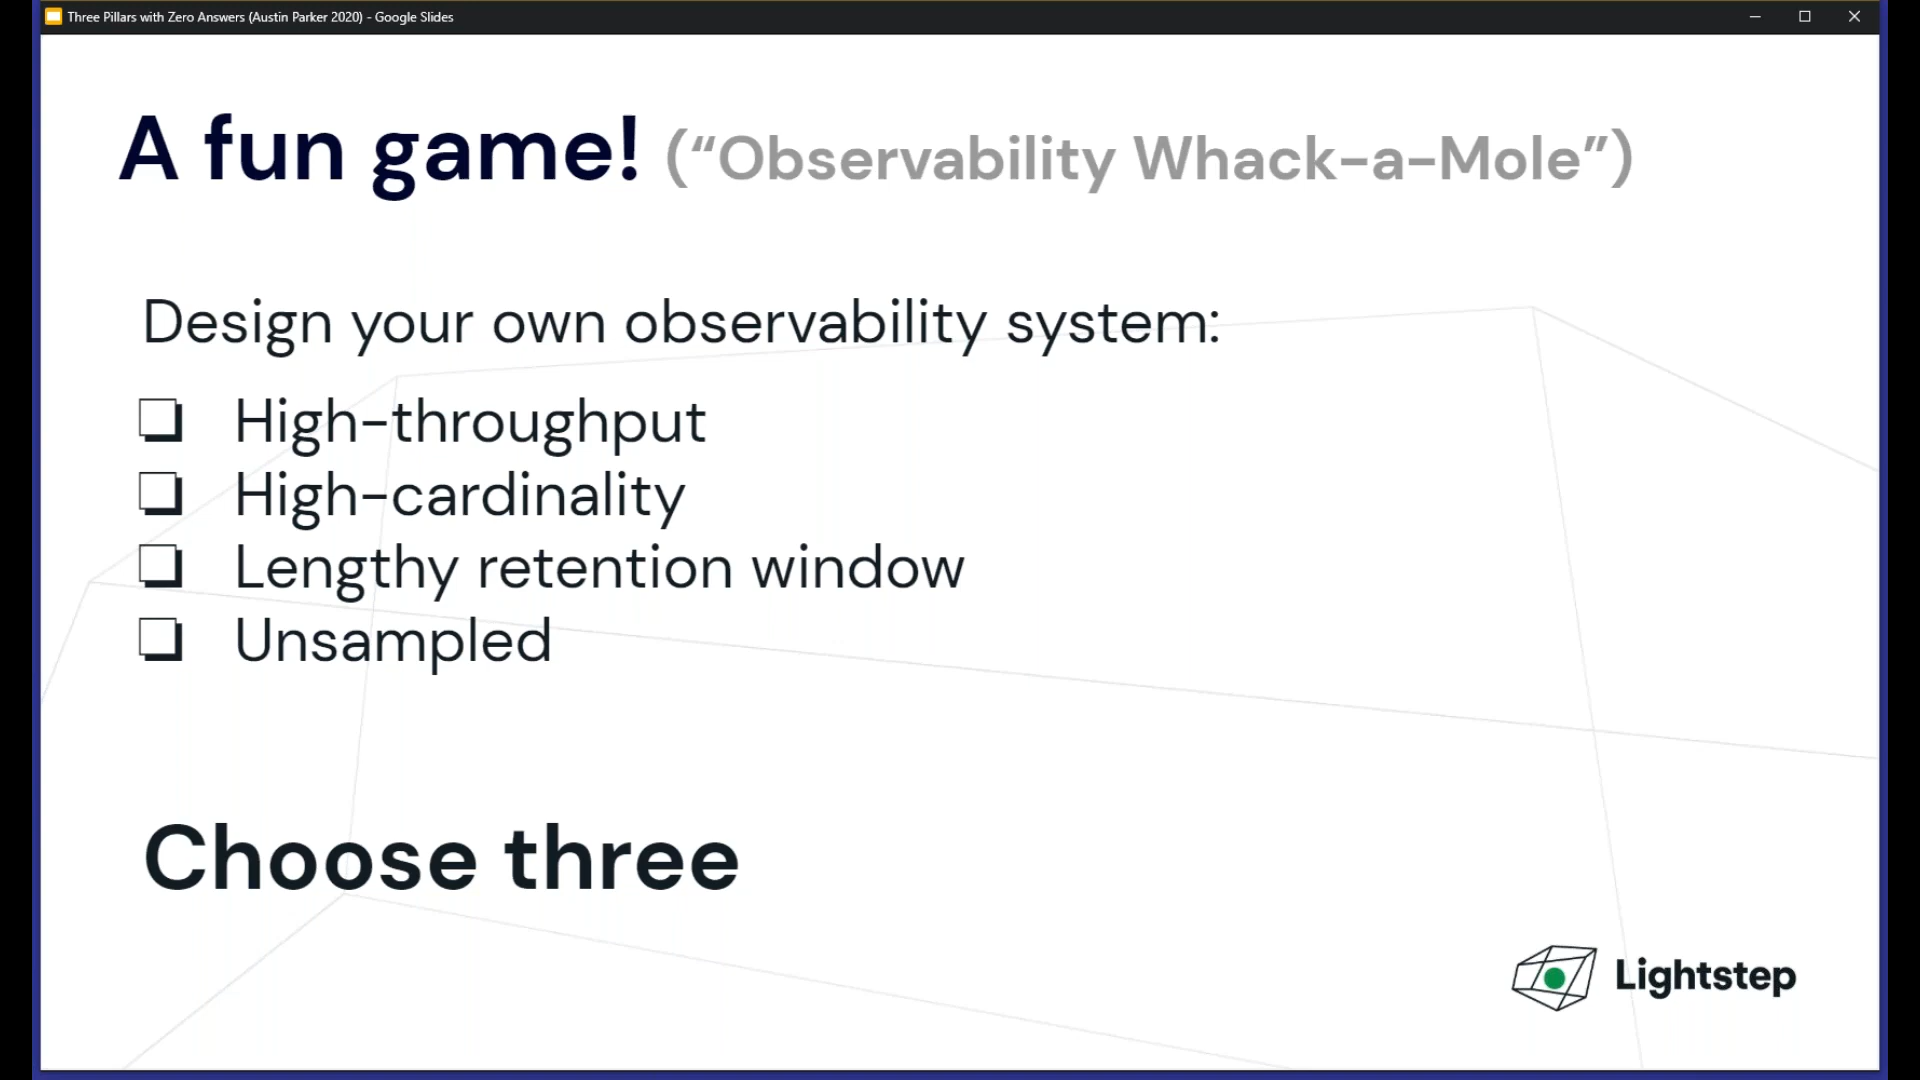 Three Pillars with Zero Answers (Austin Parker 2020) - Google Slides
A fun game! (“Observability Whack-a-Mole”)
Design your own observability system:
High-throughput
High-cardinality
Lengthy retention window
Unsampled
Choose three
Lightstep